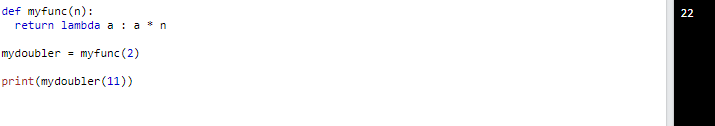 def myfunc(n):
  return lambda a : a * n

mydoubler = myfunc(2)

print(mydoubler(11))
22